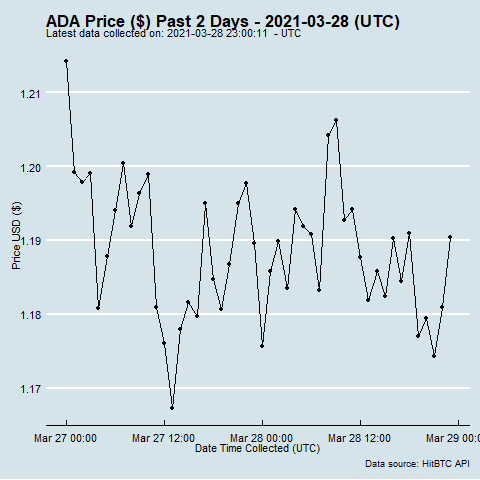 ADA Price ($) Past 2 Days - 2021-03-28 (UTC)
Latest data collected on: 2021-03-28 23:00:11 - UTC
1.21
1.20
1.19
1.18
1.17
Price USD ($)
Mar 27 00:00 Mar 27 12:00 Mar 28 00:00 Mar 28 12:00 Mar 29 00:00
Date Time Collected (UTC)
Data source: HitBTC API